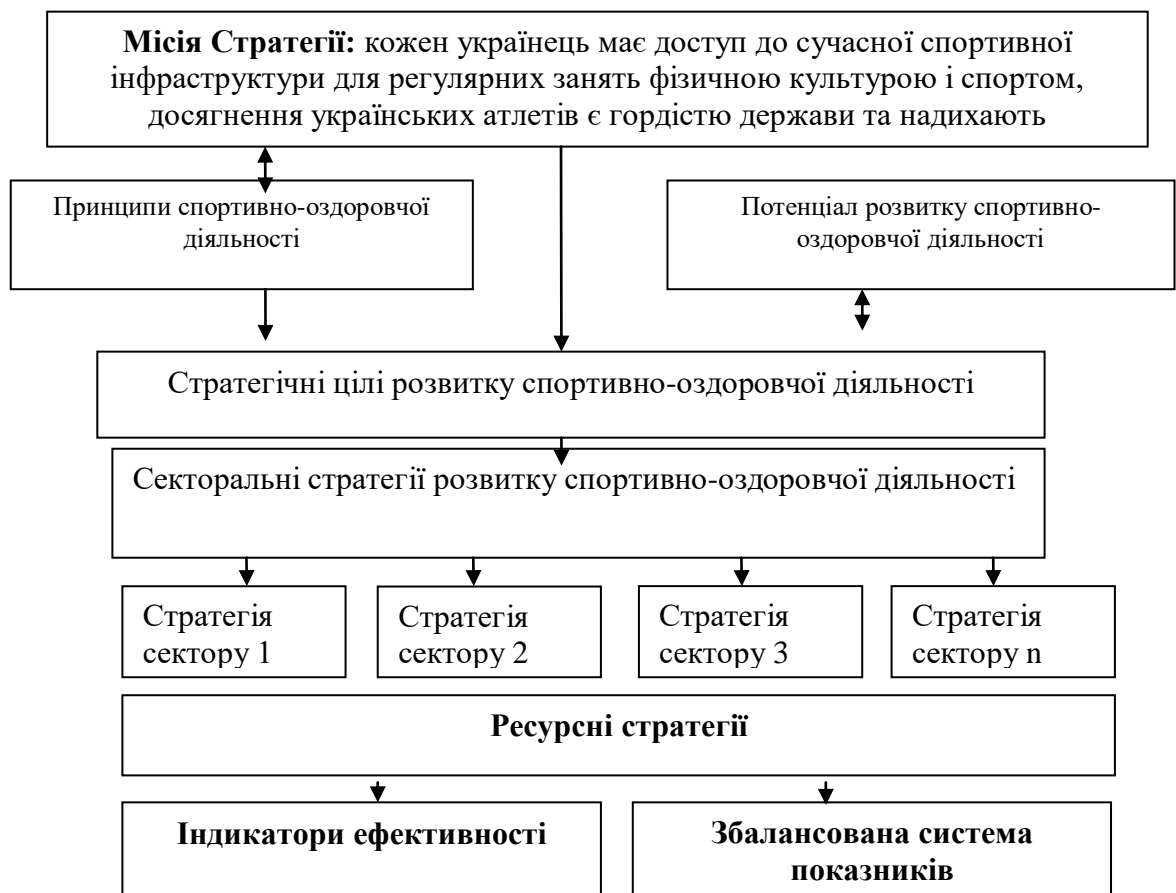 Місія Стратегії: кожен українець має доступ до сучасної спортивної
інфраструктури для регулярних занять фізичною культурою і спортом,
досягнення українських атлетів є гордістю держави та надихають
Принципи спортивно-оздоровчої
діяльності
Потенціал розвитку спортивно-
оздоровчої діяльності
Стратегічні цілі розвитку спортивно-оздоровчої діяльності
Секторальні стратегії розвитку спортивно-оздоровчої діяльності
Стратегія
сектору 1
Стратегія
сектору 2
Стратегія
сектору 3
Стратегія
сектору n
Ресурсні стратегії
Індикатори ефективності
Збалансована система
показників